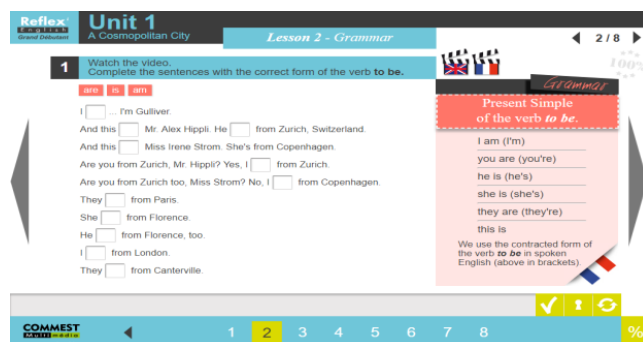 Reflex'
English
Grand Débutant
Unit 1
A Cosmopolitan City
Lesson 2 - Grammar
2 / 8
100%
1
Watch the video.
Complete the sentences with the correct form of the verb to be.
are is am
I ... I'm Gulliver.
And this Mr. Alex Hippli. He from Zurich, Switzerland.
And this Miss Irene Strom. She's from Copenhagen.
Are you from Zurich, Mr. Hippli? Yes, I from Zurich.
Are you from Zurich too, Miss Strom? No, I from Copenhagen.
They from Paris.
She from Florence.
He from Florence, too.
I from London.
They from Canterville.
Grammar
Present Simple
of the verb to be.
I am (I'm)
you are (you're)
he is (he's)
she is (she's)
they are (they're)
this is
We use the contracted form of
the verb to be in spoken
English (above in brackets).
COMMEST
Multimédia
1 2 3 4 5 6 7 8
%